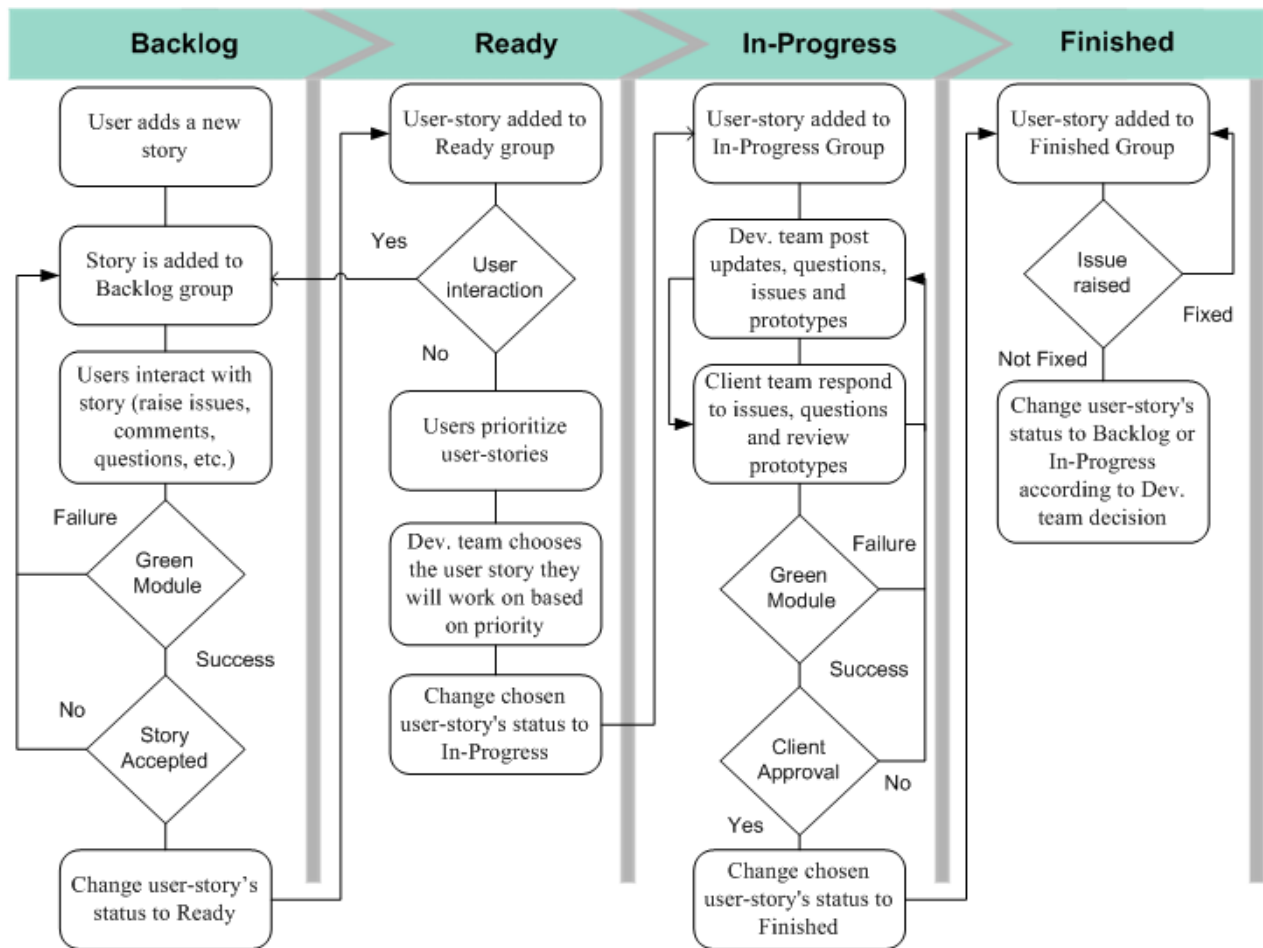 Backlog
Ready
In-Progress
Finished
User adds a new
story
Story is added to
Backlog group
Users interact with
story (raise issues,
comments,
questions, etc.)
Failure
Green
Module
Success
No
Story
Accepted
Change user-story's
status to Ready
User-story added to
Ready group
Yes
User
interaction
No
Users prioritize
user-stories
Dev. team chooses
the user story they
will work on based
on priority
Change chosen
user-story's status to
In-Progress
User-story added to
In-Progress Group
Dev. team post
updates, questions,
issues and
prototypes
Client team respond
to issues, questions
and review
prototypes
Failure
Green
Module
Success
Client
Approval
No
Yes
Change chosen
user-story's status to
Finished
User-story added to
Finished Group
Issue
raised
Fixed
Not Fixed
Change user-story's
status to Backlog or
In-Progress
according to Dev.
team decision